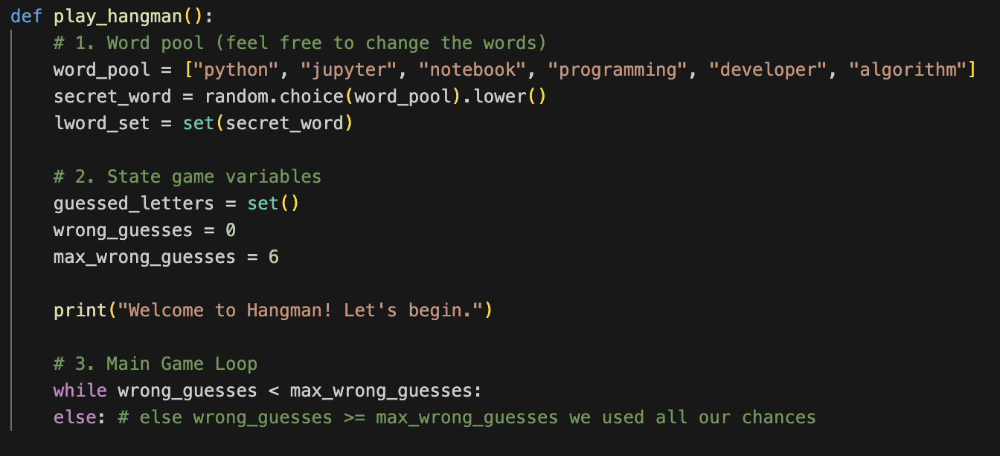 def play_hangman():
    # 1. Word pool (feel free to change the words)
    word_pool = ["python", "jupyter", "notebook", "programming", "developer", "algorithm"]
    secret_word = random.choice(word_pool).lower()
    lword_set = set(secret_word)

    # 2. State game variables
    guessed_letters = set()
    wrong_guesses = 0
    max_wrong_guesses = 6

    print("Welcome to Hangman! Let's begin.")

    # 3. Main Game Loop
    while wrong_guesses < max_wrong_guesses:
    else: # else wrong_guesses >= max_wrong_guesses we used all our chances